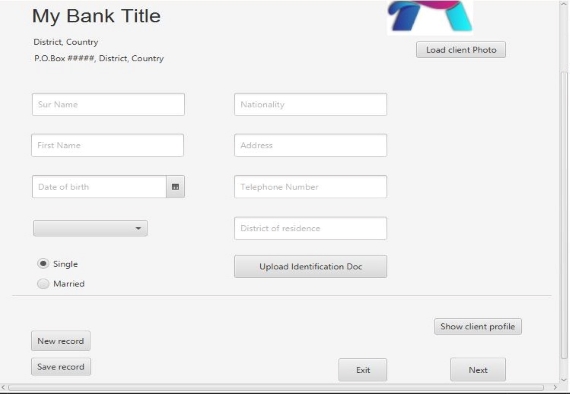 My Bank Title
District, Country
P.O.Box #####, District, Country
Load client Photo
Sur Name
Nationality
First Name
Address
Date of birth
Telephone Number
District of residence
Single
Upload Identification Doc
Married
Show client profile
New record
Save record
Exit
Next